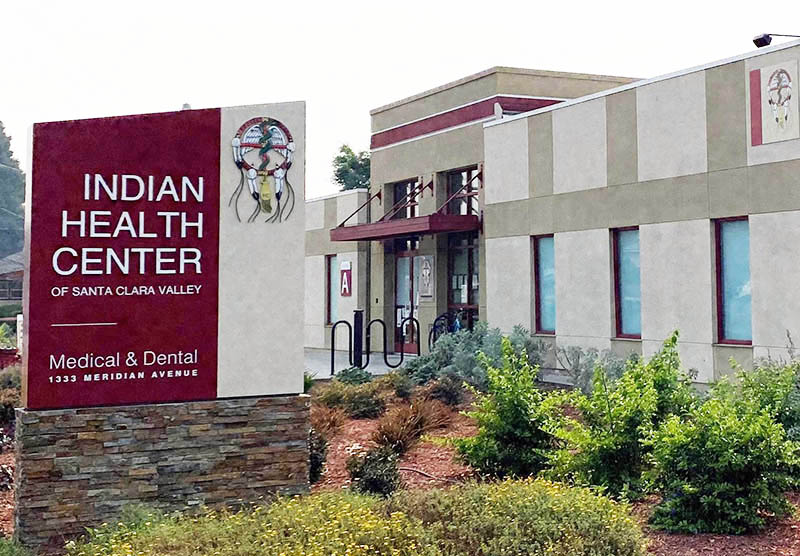 INDIAN
HEALTH
CENTER
OF SANTA CLARA VALLEY
Medical & Dental
1333 MERIDIAN AVENUE
A